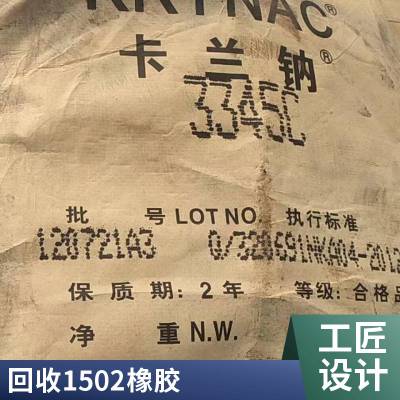 KRYNAC®
卡兰钠®
3345C
批 号 LOT NO. 执行标准
120721A3 Q/320591NKA04-2012
保质期:2年 等级:合格品
净 重 N.W.
工匠
设计
回收1502橡胶